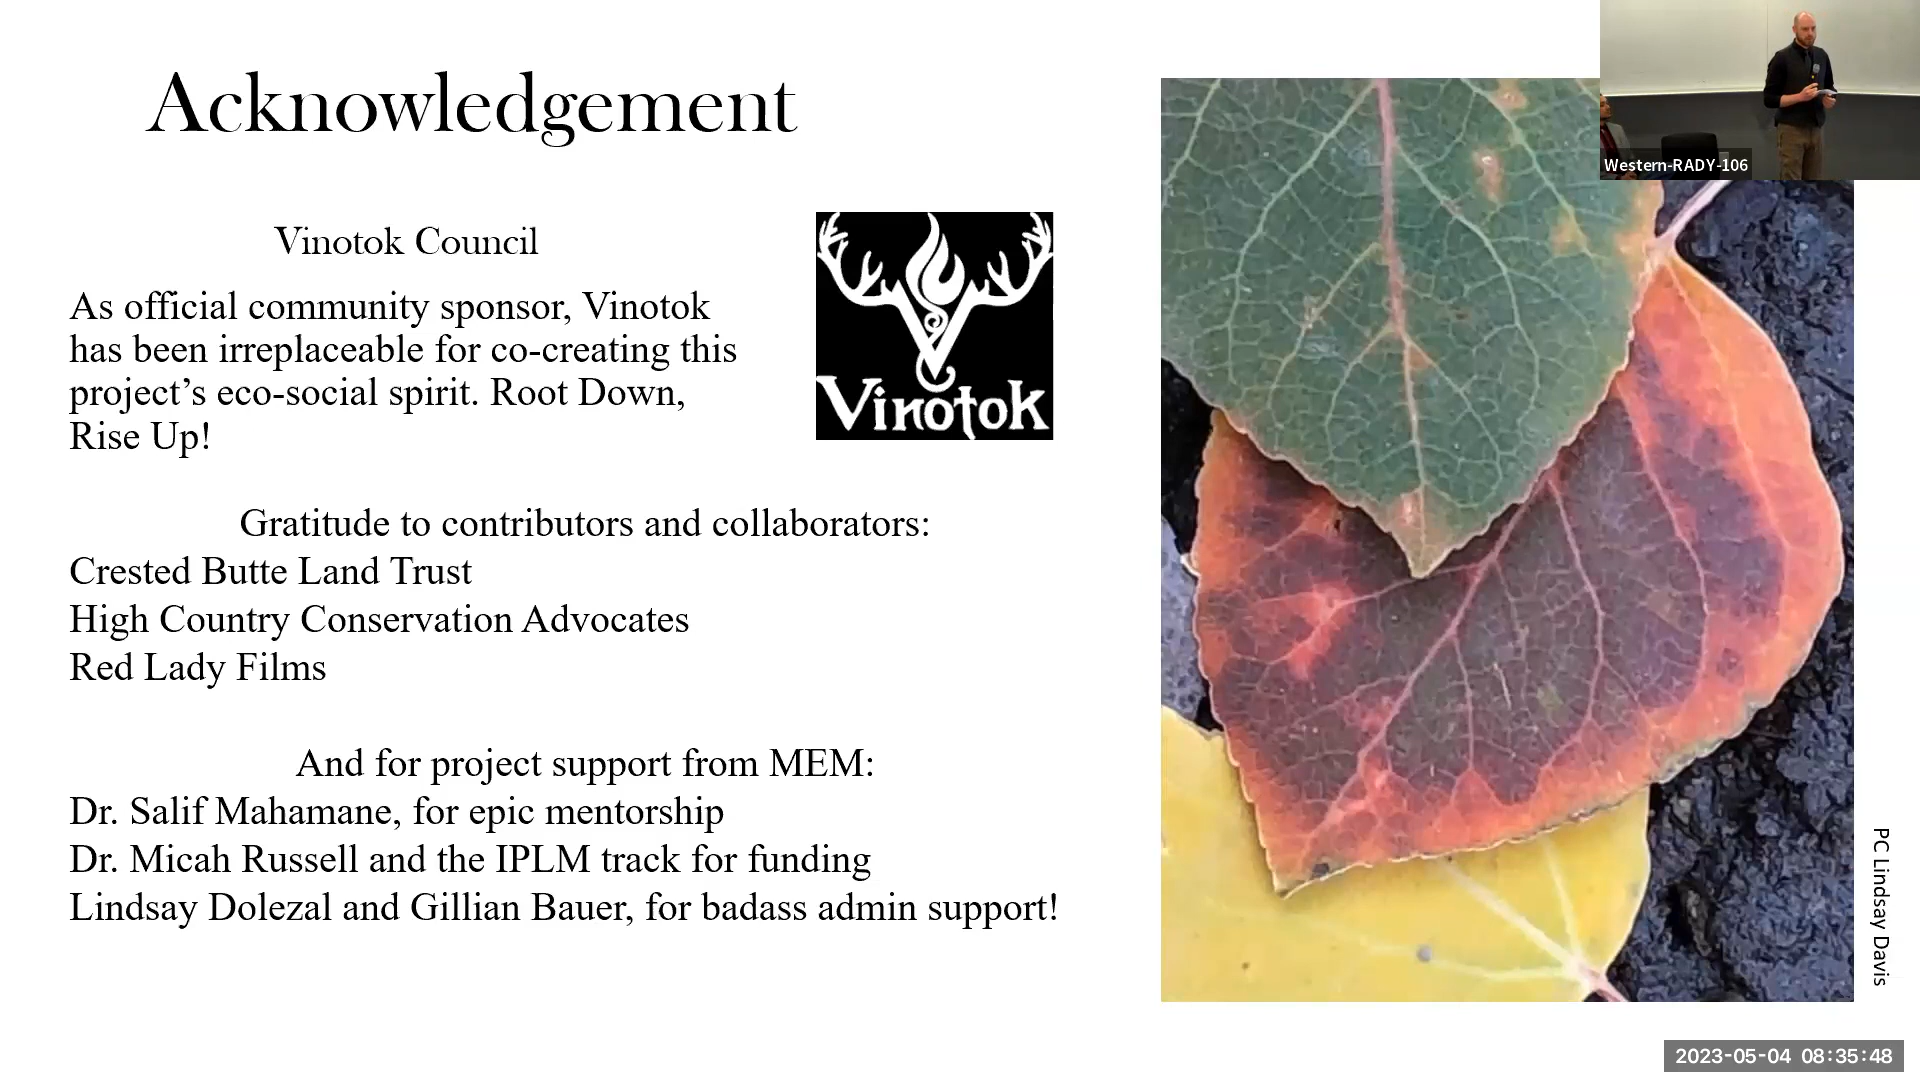 Acknowledgement
Western-RADY-106
Vinotok Council
As official community sponsor, Vinotok
has been irreplaceable for co-creating this
project’s eco-social spirit. Root Down,
Rise Up!
Vinotok
Gratitude to contributors and collaborators:
Crested Butte Land Trust
High Country Conservation Advocates
Red Lady Films
And for project support from MEM:
Dr. Salif Mahamane, for epic mentorship
Dr. Micah Russell and the IPLM track for funding
Lindsay Dolezal and Gillian Bauer, for badass admin support!
PC Lindsay Davis
2023-05-04 08:35:48